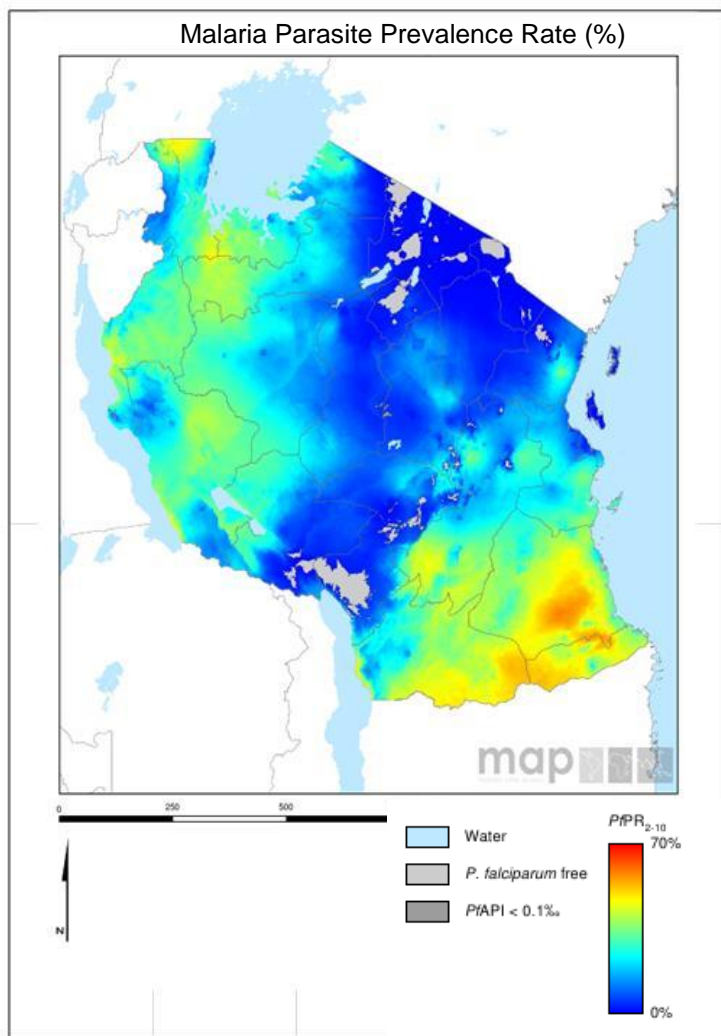 Malaria Parasite Prevalence Rate (%)
map
0 250 500
N
Water
P. falciparum free
PfAPI < 0.1‰
PfPR2-10
70%
0%